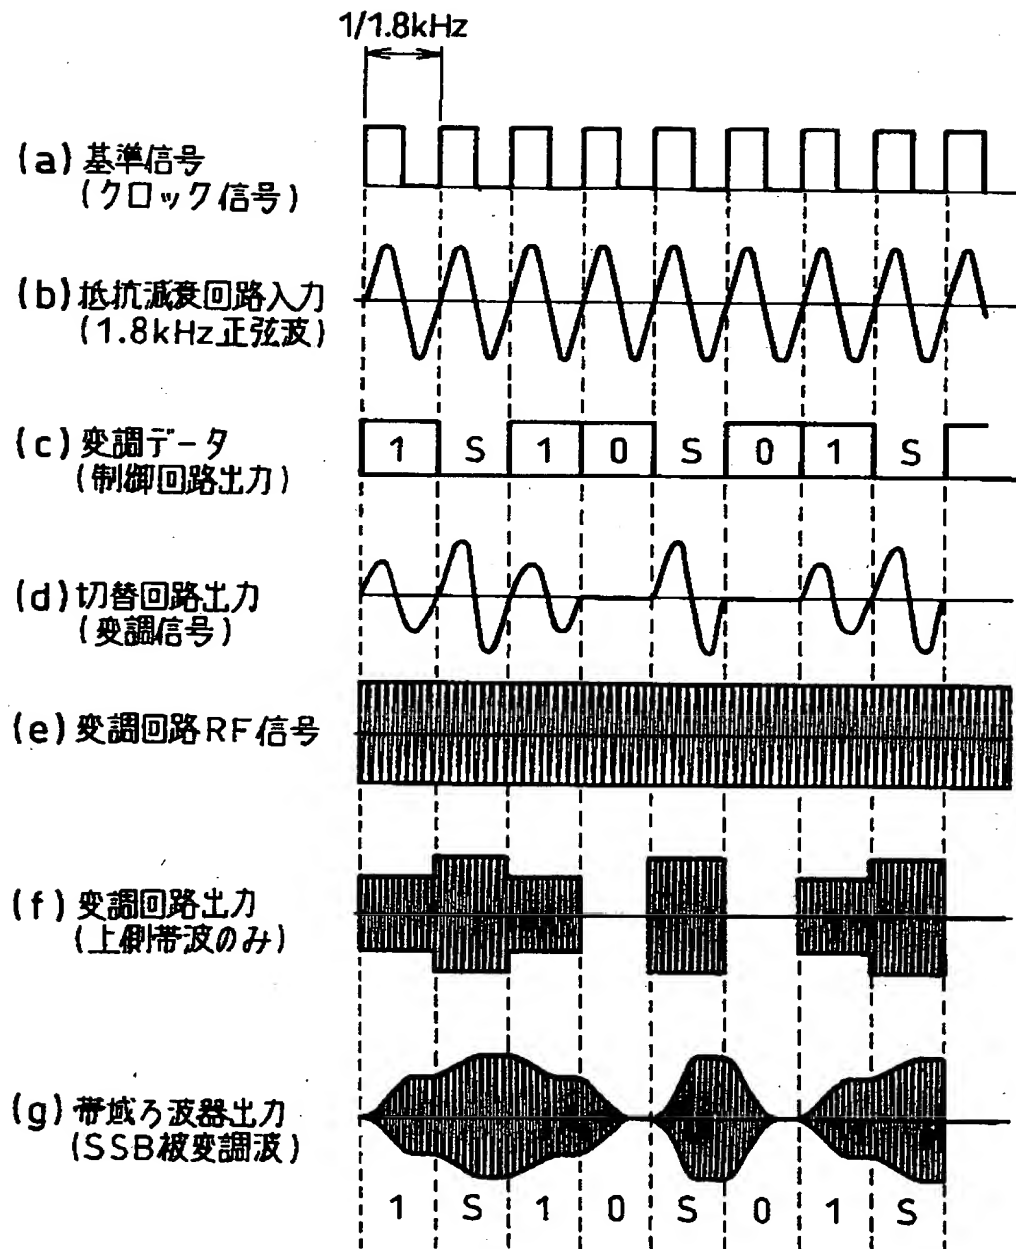 1/1.8kHz
(a) 基準信号
(クロック信号)
(b) 抵抗減衰回路入力
(1.8kHz正弦波)
(c) 変調データ
(制御回路出力)
1 S 1 0 S 0 1 S
(d) 切替回路出力
(変調信号)
(e) 変調回路RF信号
(f) 変調回路出力
(上側帯波のみ)
(g) 帯域ろ波器出力
(SSB被変調波)
1 S 1 0 S 0 1 S